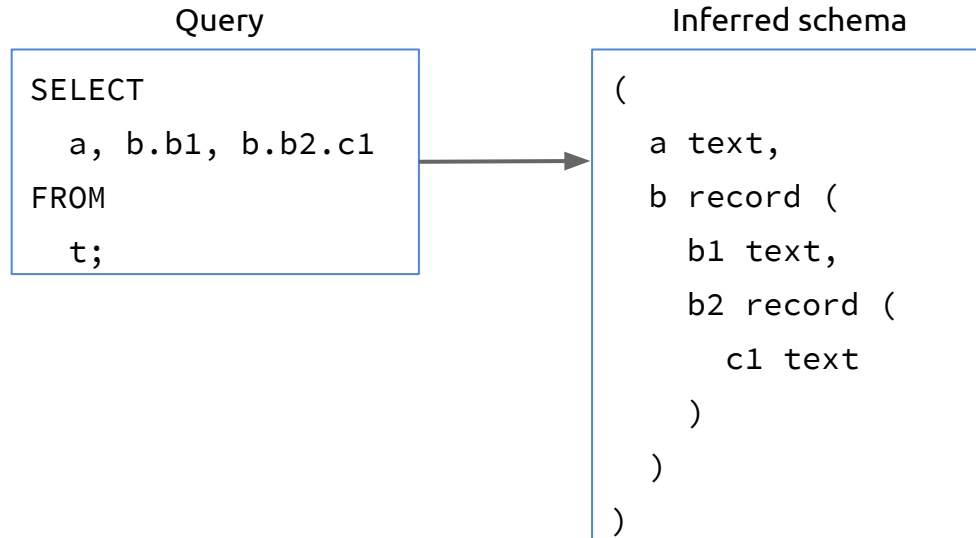 Query
SELECT
a, b.b1, b.b2.c1
FROM
t;
Inferred schema
(
a text,
b record (
b1 text,
b2 record (
c1 text
)
)
)